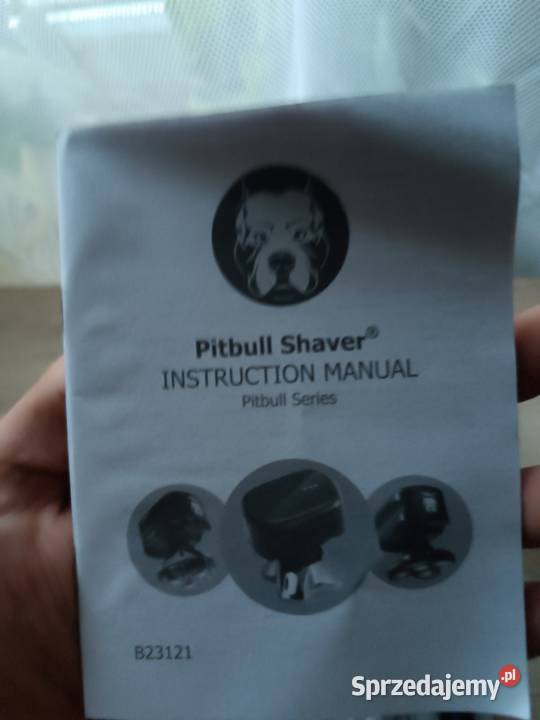 Pitbull Shaver®
INSTRUCTION MANUAL
Pitbull Series
B23121
Sprzedajemy.pl